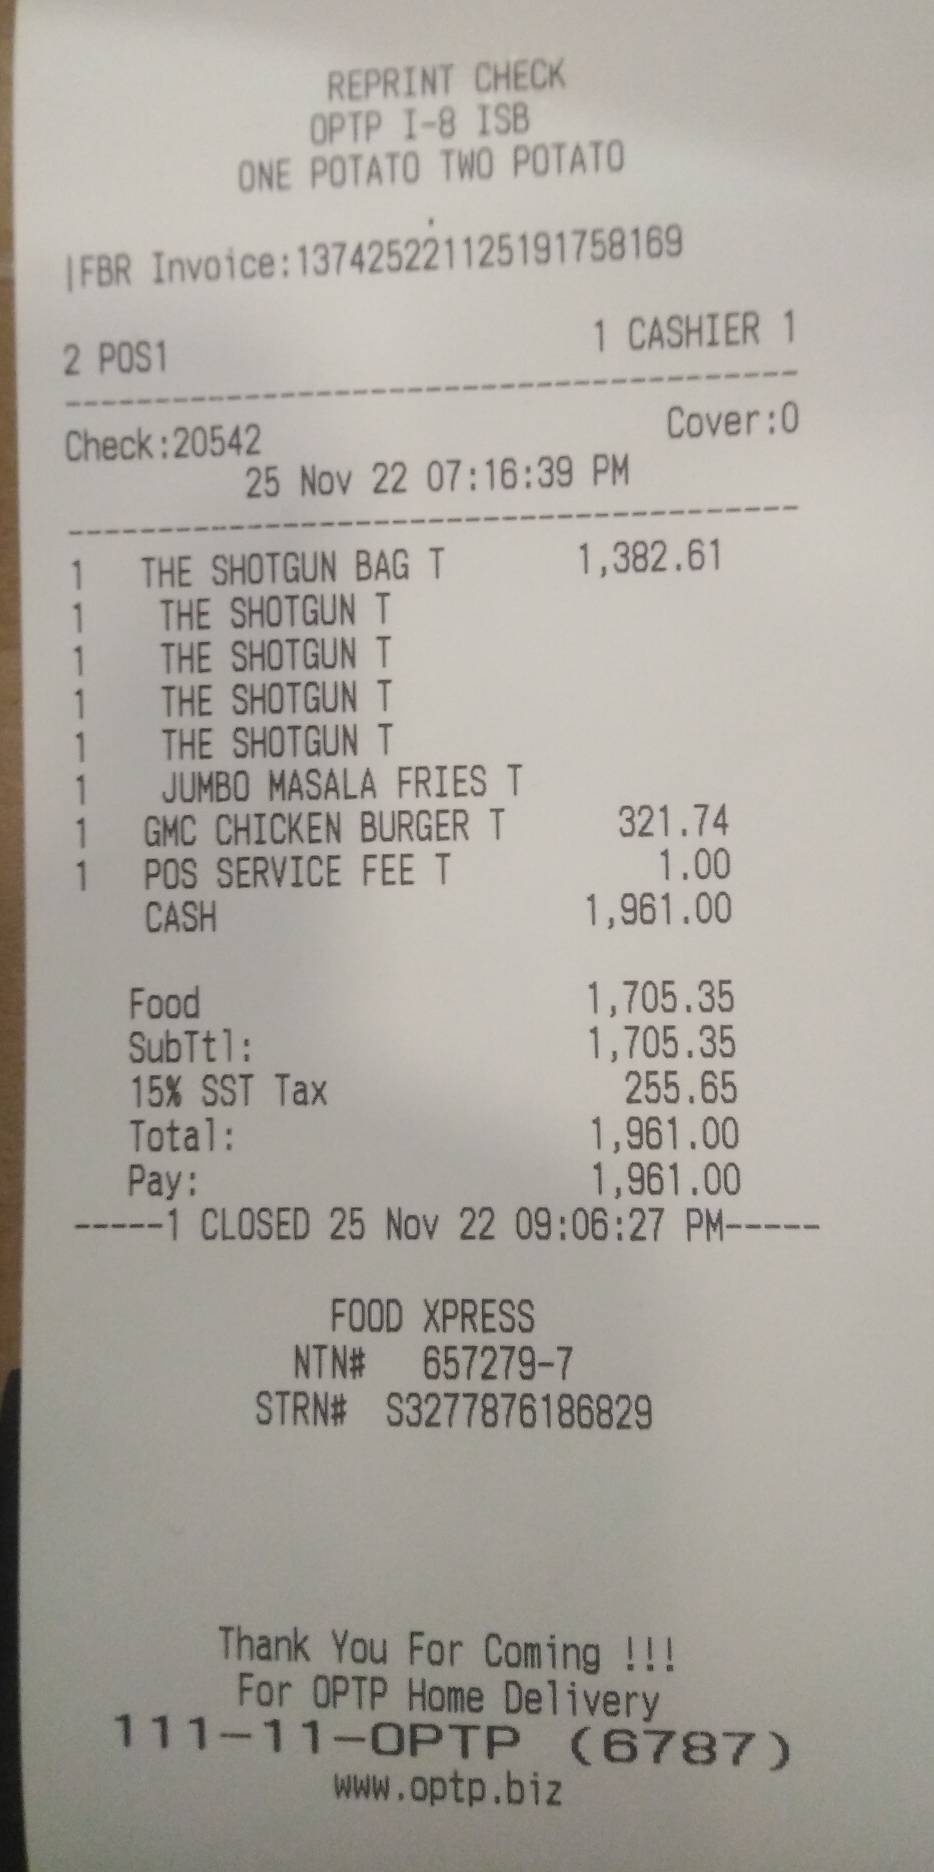 REPRINT CHECK
OPTP I-8 ISB
ONE POTATO TWO POTATO
.
|FBR Invoice:137425221125191758169
2 POS1 1 CASHIER 1
----------------------------------------
Check:20542 Cover:0
25 Nov 22 07:16:39 PM
----------------------------------------
1 THE SHOTGUN BAG T 1,382.61
1 THE SHOTGUN T
1 THE SHOTGUN T
1 THE SHOTGUN T
1 THE SHOTGUN T
1 JUMBO MASALA FRIES T
1 GMC CHICKEN BURGER T 321.74
1 POS SERVICE FEE T 1.00
CASH 1,961.00
Food 1,705.35
SubTtl: 1,705.35
15% SST Tax 255.65
Total: 1,961.00
Pay: 1,961.00
-----1 CLOSED 25 Nov 22 09:06:27 PM-----
FOOD XPRESS
NTN# 657279-7
STRN# S3277876186829
Thank You For Coming !!!
For OPTP Home Delivery
111-11-OPTP (6787)
www.optp.biz